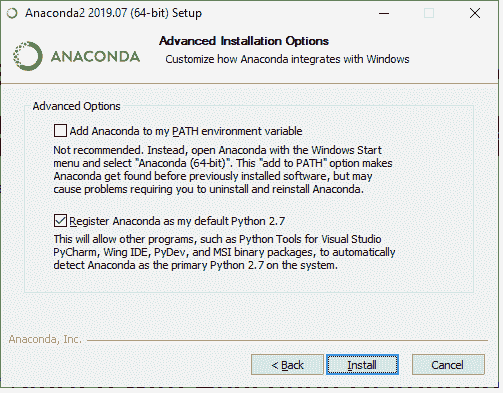 Anaconda2 2019.07 (64-bit) Setup
Advanced Installation Options
Customize how Anaconda integrates with Windows
ANACONDA
Advanced Options
Add Anaconda to my PATH environment variable
Not recommended. Instead, open Anaconda with the Windows Start
menu and select "Anaconda (64-bit)". This "add to PATH" option makes
Anaconda get found before previously installed software, but may
cause problems requiring you to uninstall and reinstall Anaconda.
Register Anaconda as my default Python 2.7
This will allow other programs, such as Python Tools for Visual Studio
PyCharm, Wing IDE, PyDev, and MSI binary packages, to automatically
detect Anaconda as the primary Python 2.7 on the system.
Anaconda, Inc.
< Back Install Cancel